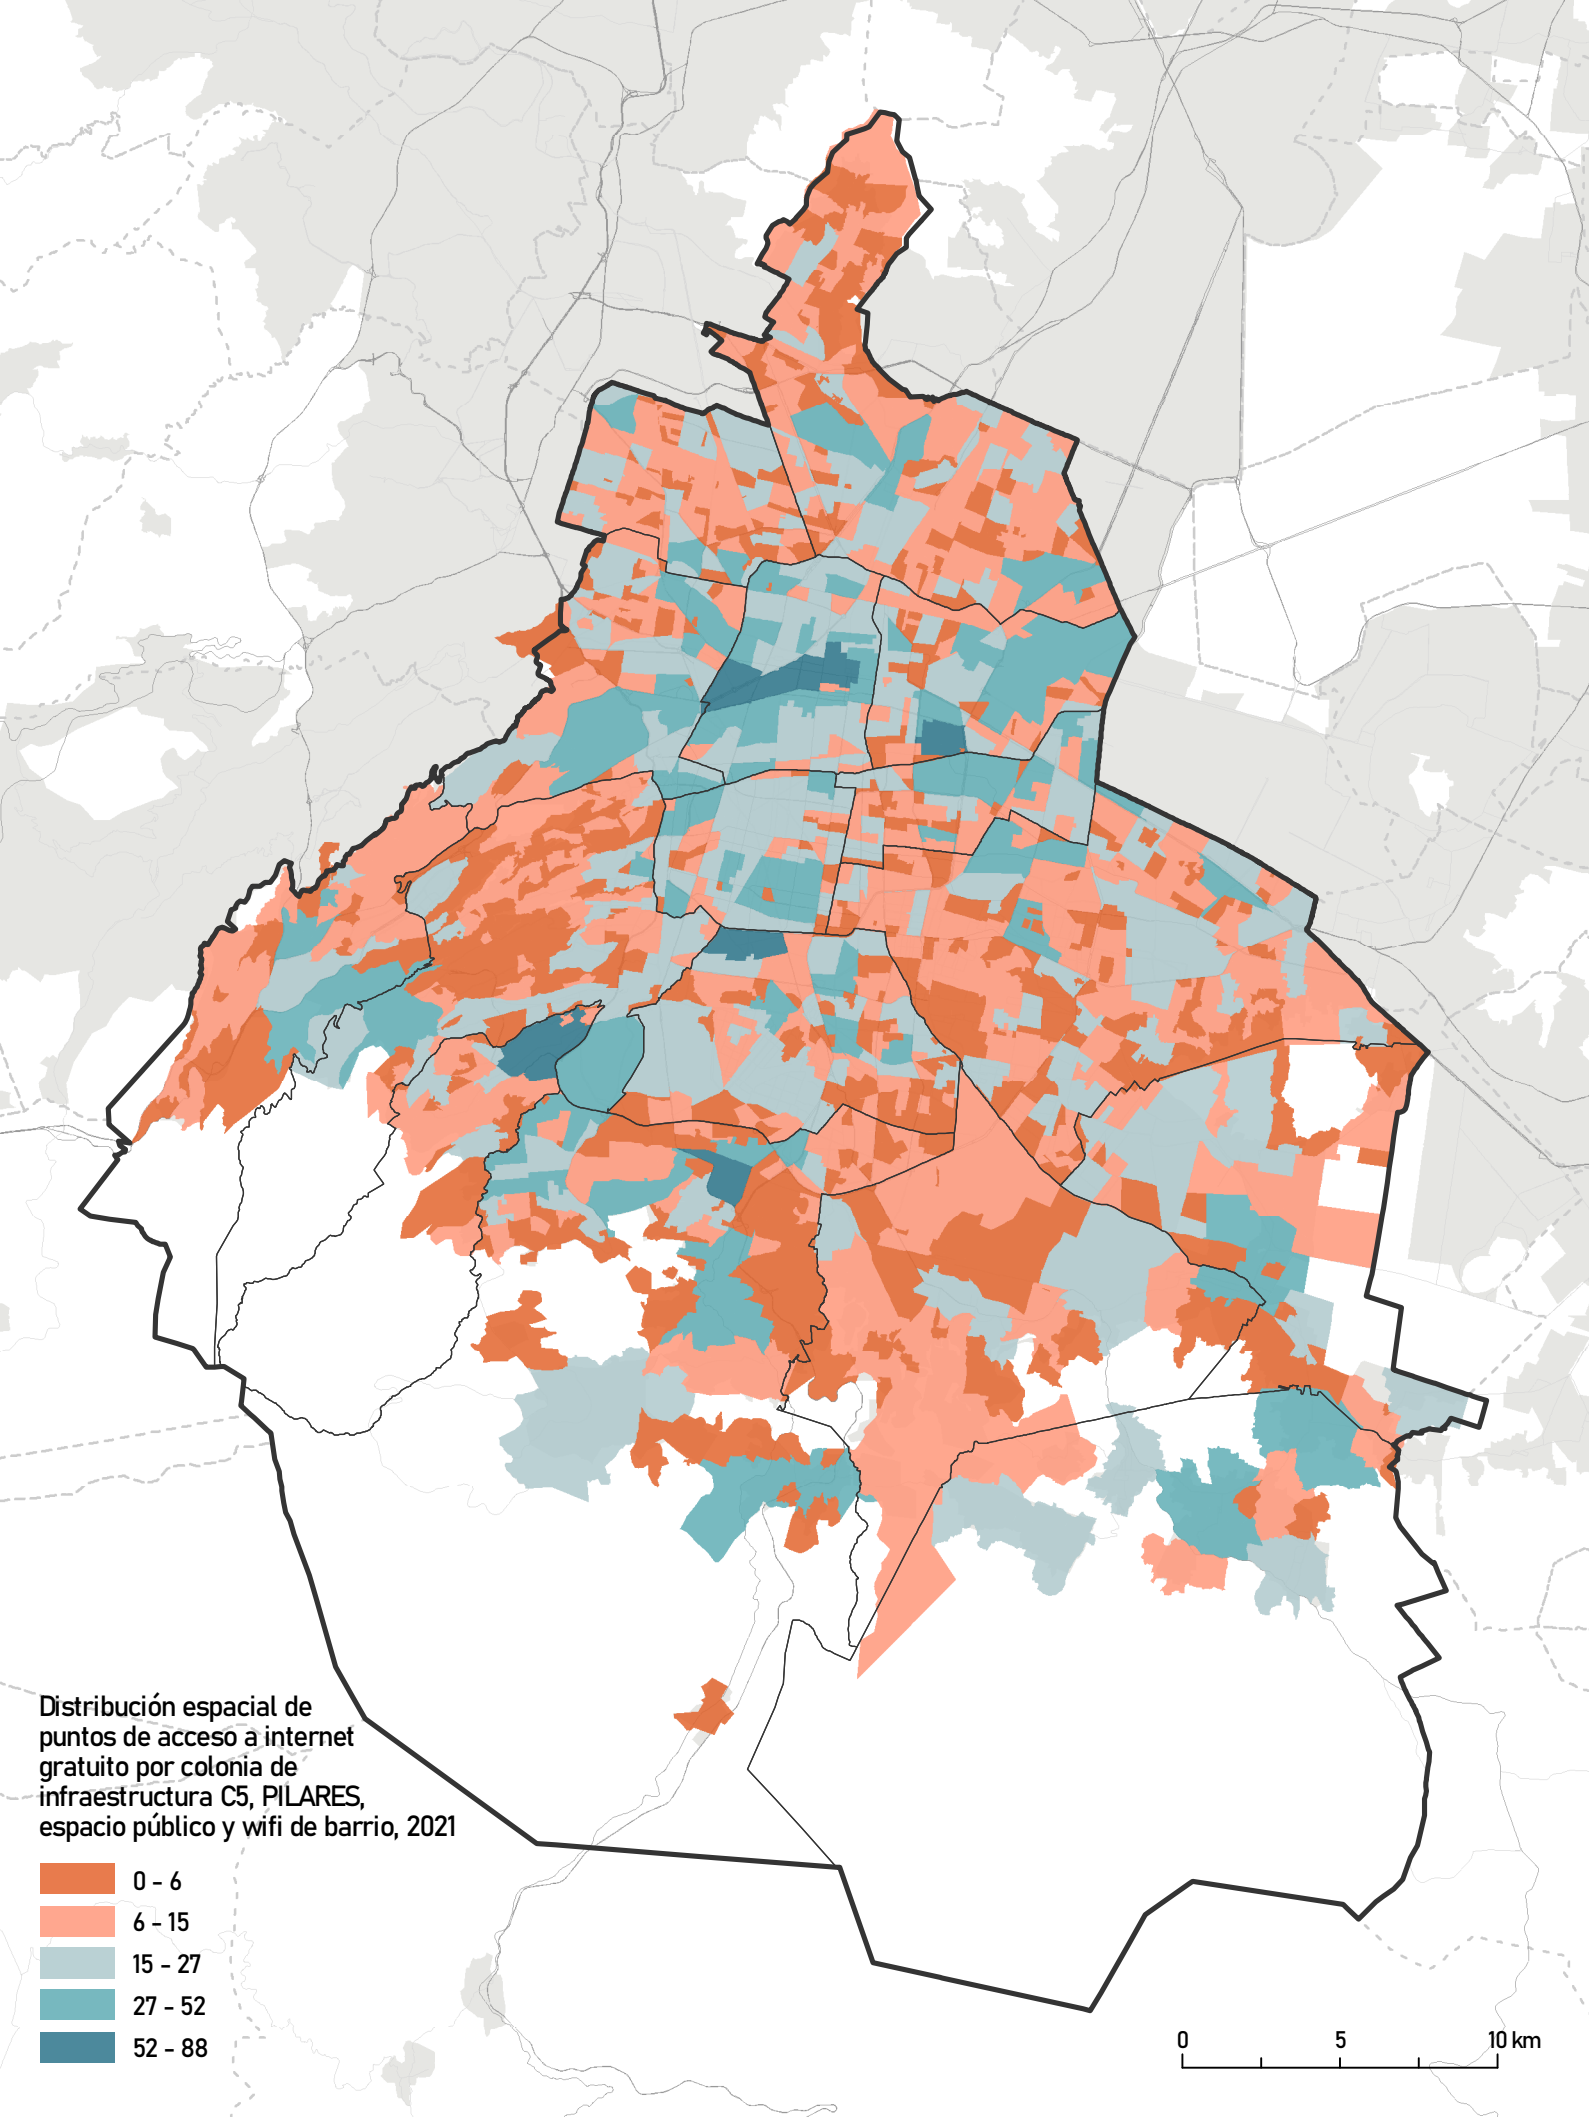 Distribución espacial de
puntos de acceso a internet
gratuito por colonia de
infraestructura C5, PILARES,
espacio público y wifi de barrio, 2021
0 - 6
6 - 15
15 - 27
27 - 52
52 - 88
0 5 10 km